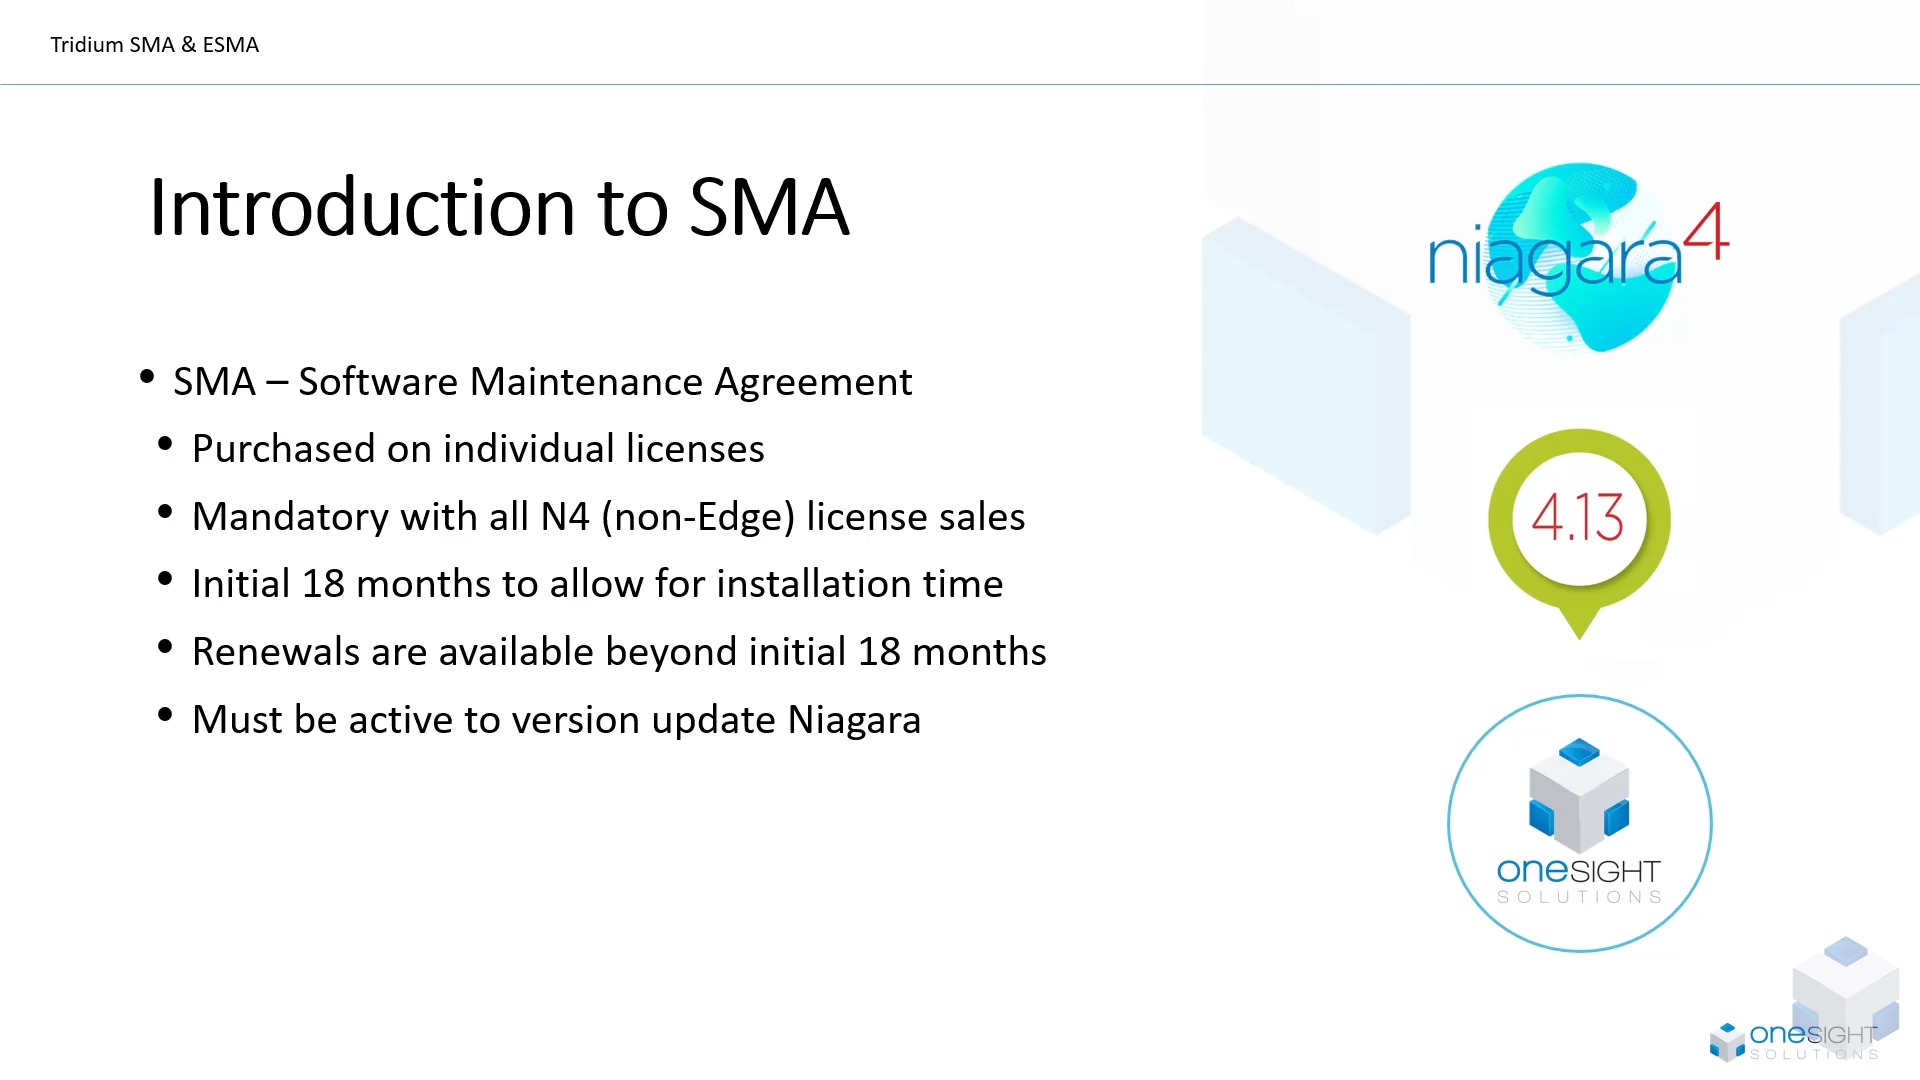 Tridium SMA & ESMA
Introduction to SMA
• SMA – Software Maintenance Agreement
• Purchased on individual licenses
• Mandatory with all N4 (non-Edge) license sales
• Initial 18 months to allow for installation time
• Renewals are available beyond initial 18 months
• Must be active to version update Niagara
niagara4
4.13
oneSIGHT
SOLUTIONS
oneSIGHT
SOLUTIONS